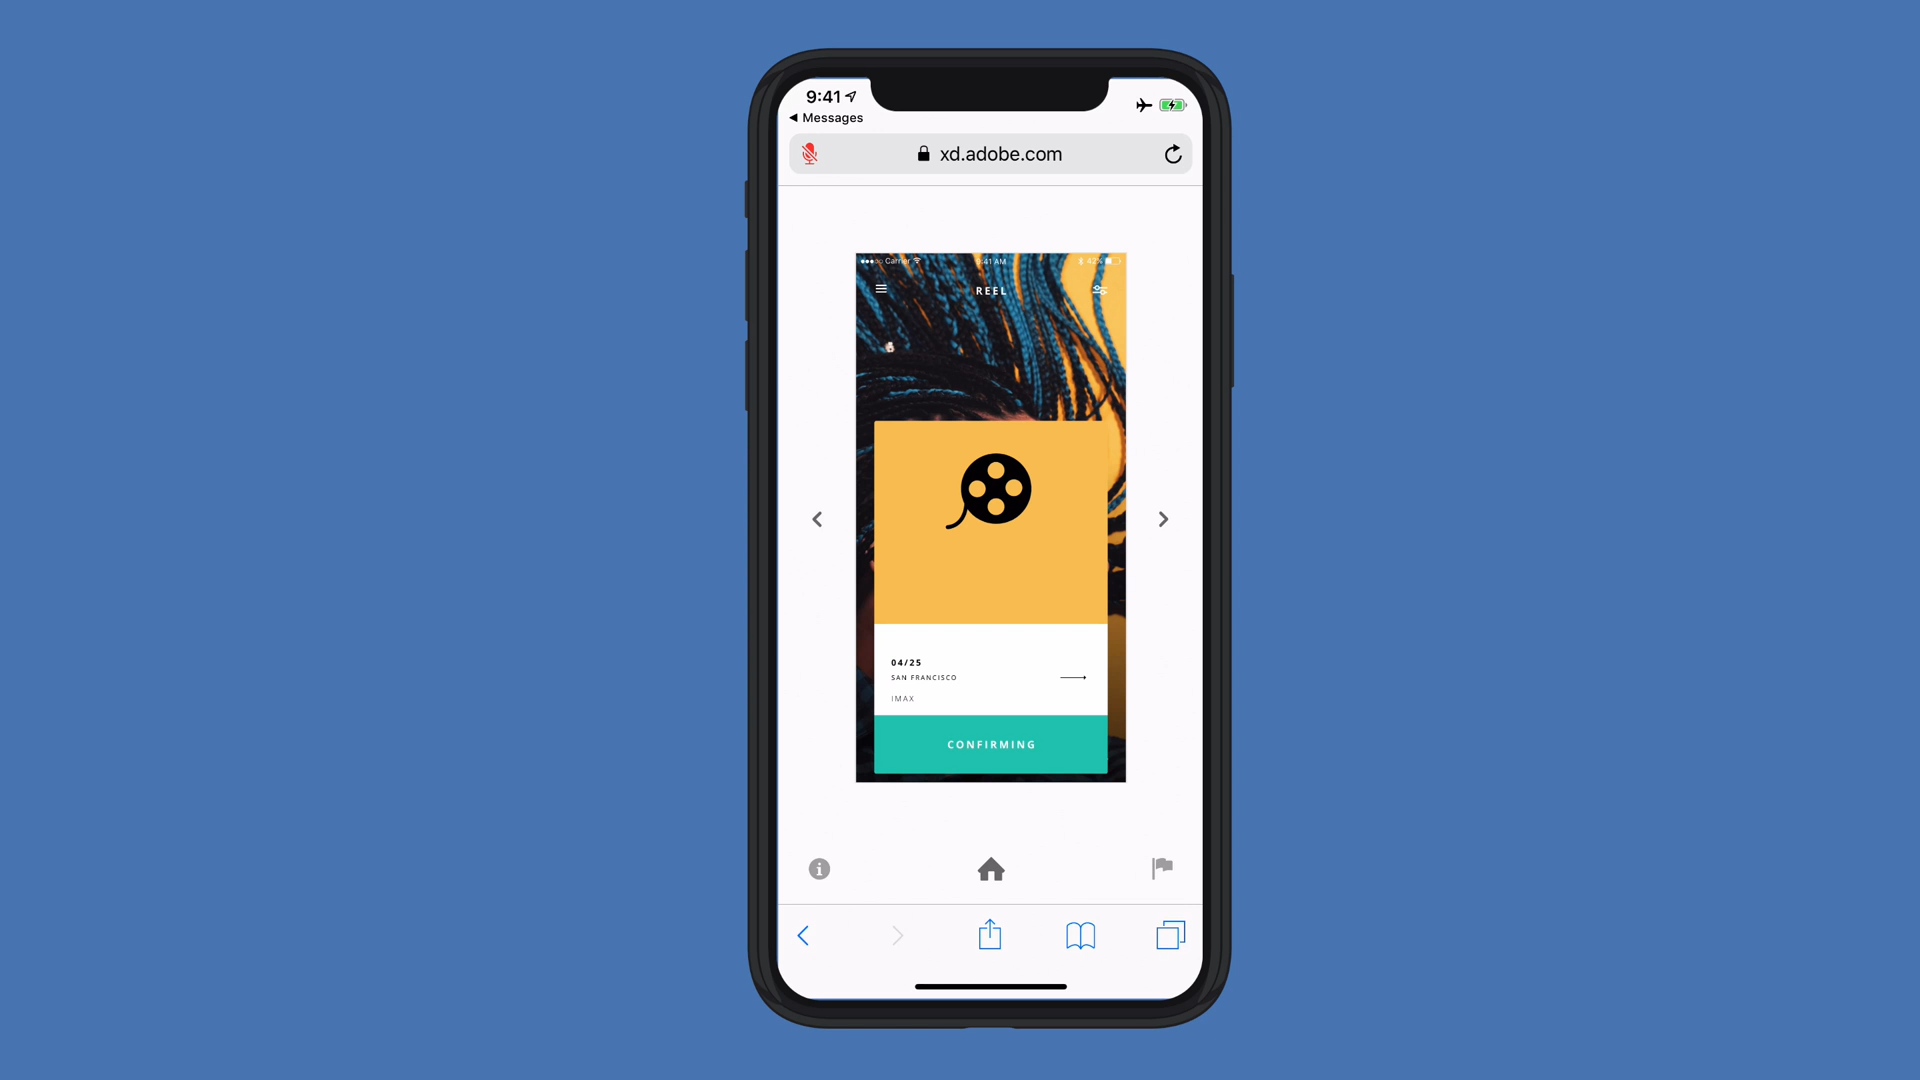 9:41
Messages
xd.adobe.com
Carrier 9:41 AM 42%
REEL
04/25
SAN FRANCISCO
IMAX
CONFIRMING